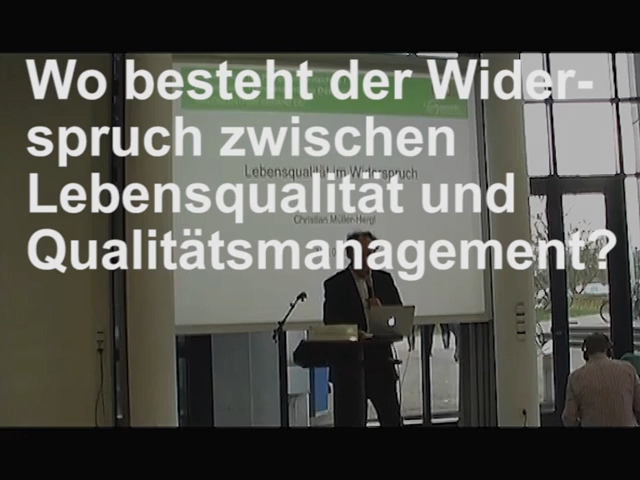 Wo besteht der Wider-
spruch zwischen
Lebensqualität und
Qualitätsmanagement?
Lebensqualität im Widerspruch
Christian Müller-Hergl